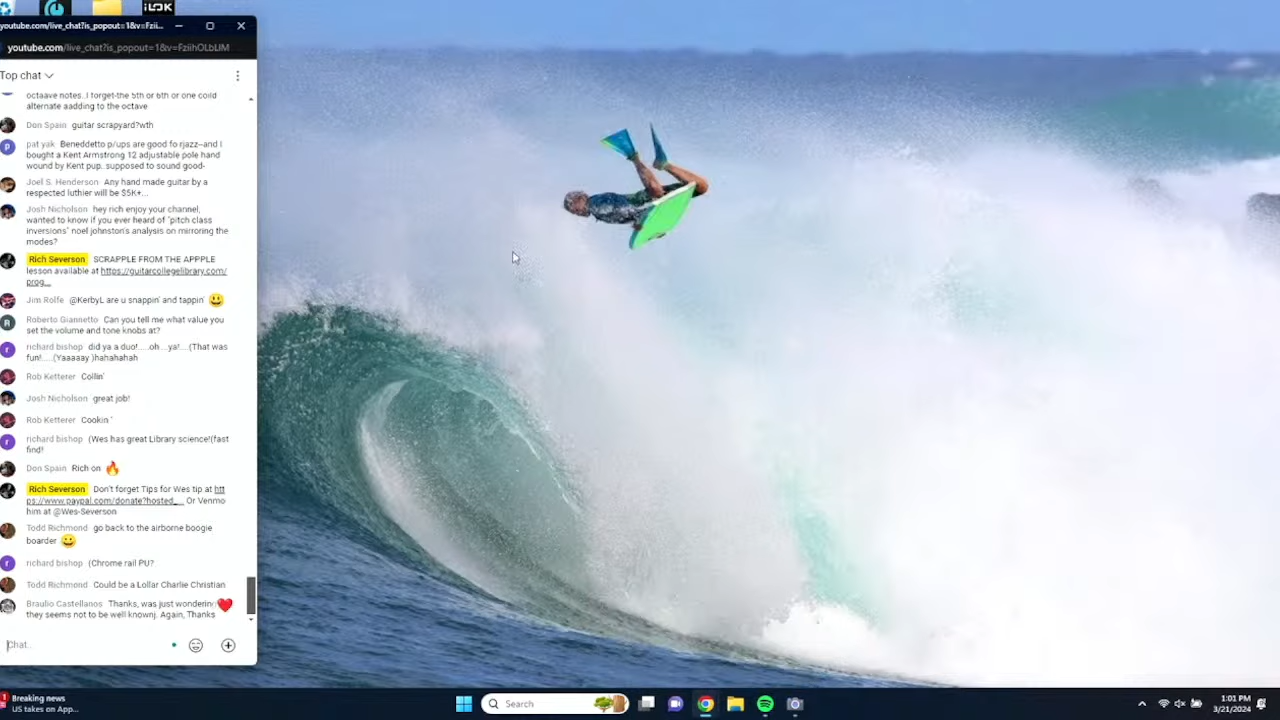 iLOK
youtube.com/live_chat?is_popout=1&v=Fzii...
youtube.com/live_chat?is_popout=1&v=FziihOLbLlM
Top chat
octaave notes..I forget-the 5th or 6th or one coild
alternate aadding to the octave
Don Spain guitar scrapyard?wth
pat yak Beneddetto p/ups are good fo rjazz--and I
bought a Kent Armstrong 12 adjustable pole hand
wound by Kent pup..supposed to sound good-
Joel S. Henderson Any hand made guitar by a
respected luthier will be $5K+...
Josh Nicholson hey rich enjoy your channel,
wanted to know if you ever heard of "pitch class
inversions" noel johnston's analysis on mirroring the
modes?
Rich Severson SCRAPPLE FROM THE APPPLE
lesson available at https://guitarcollegelibrary.com/
prog...
Jim Rolfe @KerbyL are u snappin' and tappin' 😃
Roberto Giannetto Can you tell me what value you
set the volume and tone knobs at?
richard bishop did ya a duo!.....oh ...ya!....(That was
fun!.....(Yaaaaay )hahahahah
Rob Ketterer Collin'
Josh Nicholson great job!
Rob Ketterer Cookin:'
richard bishop (Wes has great Library science!(fast
find!
Don Spain Rich on 🔥
Rich Severson Don't forget Tips for Wes tip at htt
ps://www.paypal.com/donate?hosted_... Or Venmo
him at @Wes-Severson
Todd Richmond go back to the airborne boogie
boarder 😀
richard bishop (Chrome rail PU?
Todd Richmond Could be a Lollar Charlie Christian
Braulio Castellanos Thanks, was just wonderin
they seems not to be well knownj. Again, Thanks
Chat...
Breaking news
US takes on App...
Search
1:01 PM
3/21/2024